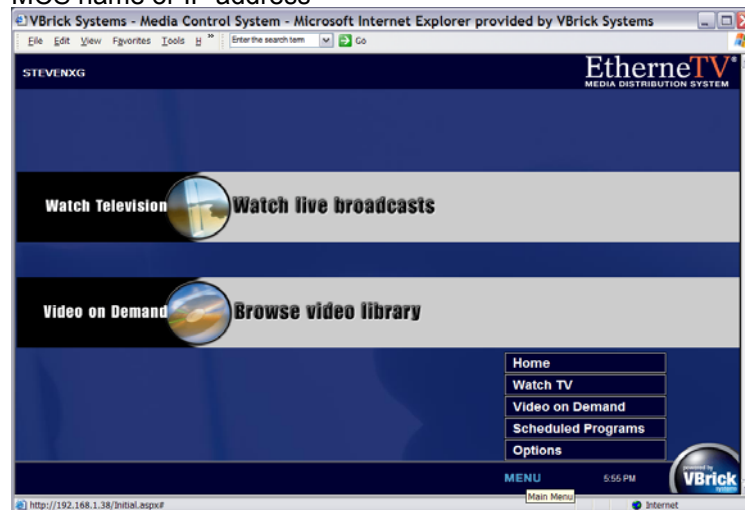 MCS name or IP address
VBrick Systems - Media Control System - Microsoft Internet Explorer provided by VBrick Systems
File Edit View Favorites Tools H » Enter the search term Go
STEVENXG
EtherneTV
MEDIA DISTRIBUTION SYSTEM
Watch Television Watch live broadcasts
Video on Demand Browse video library
Home
Watch TV
Video on Demand
Scheduled Programs
Options
MENU 5:55 PM
powered by
VBrick
systems
Main Menu
http://192.168.1.38/Initial.aspx# Internet